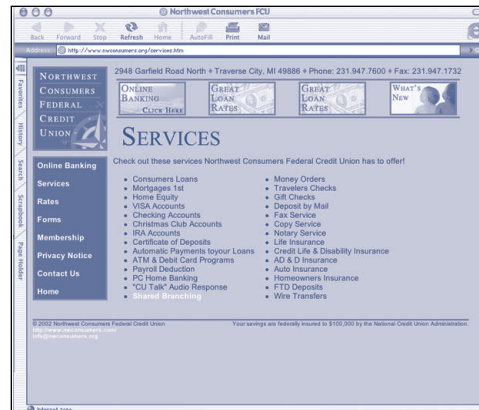 Northwest Consumers FCU
Back Forward Stop Refresh Home AutoFill Print Mail
Address http://www.nwconsumers.org/services.htm
Favorites
History
Search
Scrapbook
Page Holder
NORTHWEST
CONSUMERS
FEDERAL
CREDIT
UNION
2948 Garfield Road North + Traverse City, MI 49886 + Phone: 231.947.7600 + Fax: 231.947.1732
ONLINE
BANKING
CLICK HERE
GREAT
LOAN
RATES
GREAT
LOAN
RATES
WHAT'S
NEW
SERVICES
Online Banking
Services
Rates
Forms
Membership
Privacy Notice
Contact Us
Home
Check out these services Northwest Consumers Federal Credit Union has to offer!
• Consumers Loans
• Mortgages 1st
• Home Equity
• VISA Accounts
• Checking Accounts
• Christmas Club Accounts
• IRA Accounts
• Certificate of Deposits
• Automatic Payments toyour Loans
• ATM & Debit Card Programs
• Payroll Deduction
• PC Home Banking
• "CU Talk" Audio Response
• Shared Branching
• Money Orders
• Travelers Checks
• Gift Checks
• Deposit by Mail
• Fax Service
• Copy Service
• Notary Service
• Life Insurance
• Credit Life & Disability Insurance
• AD & D Insurance
• Auto Insurance
• Homeowners Insurance
• FTD Deposits
• Wire Transfers
© 2002 Northwest Consumers Federal Credit Union
Your savings are federally insured to $100,000 by the National Credit Union Administration.
Internet zone